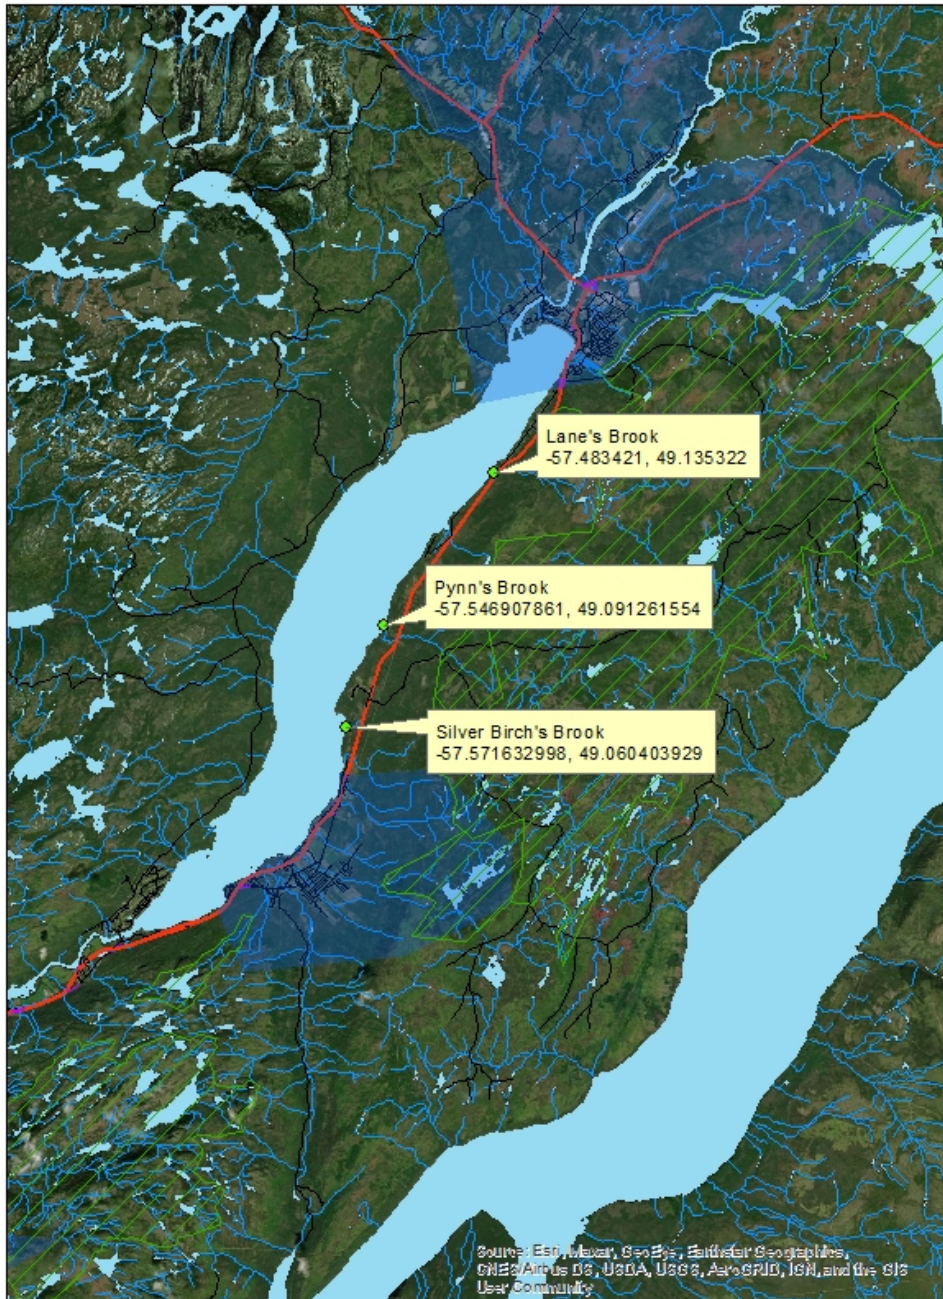 Lane's Brook
-57.483421, 49.135322
Pynn's Brook
-57.546907861, 49.091261554
Silver Birch's Brook
-57.571632998, 49.060403929
Source: Esri, Maxar, GeoEye, Earthstar Geographics,
CNES/Airbus DS, USDA, USGS, AeroGRID, IGN, and the GIS
User Community